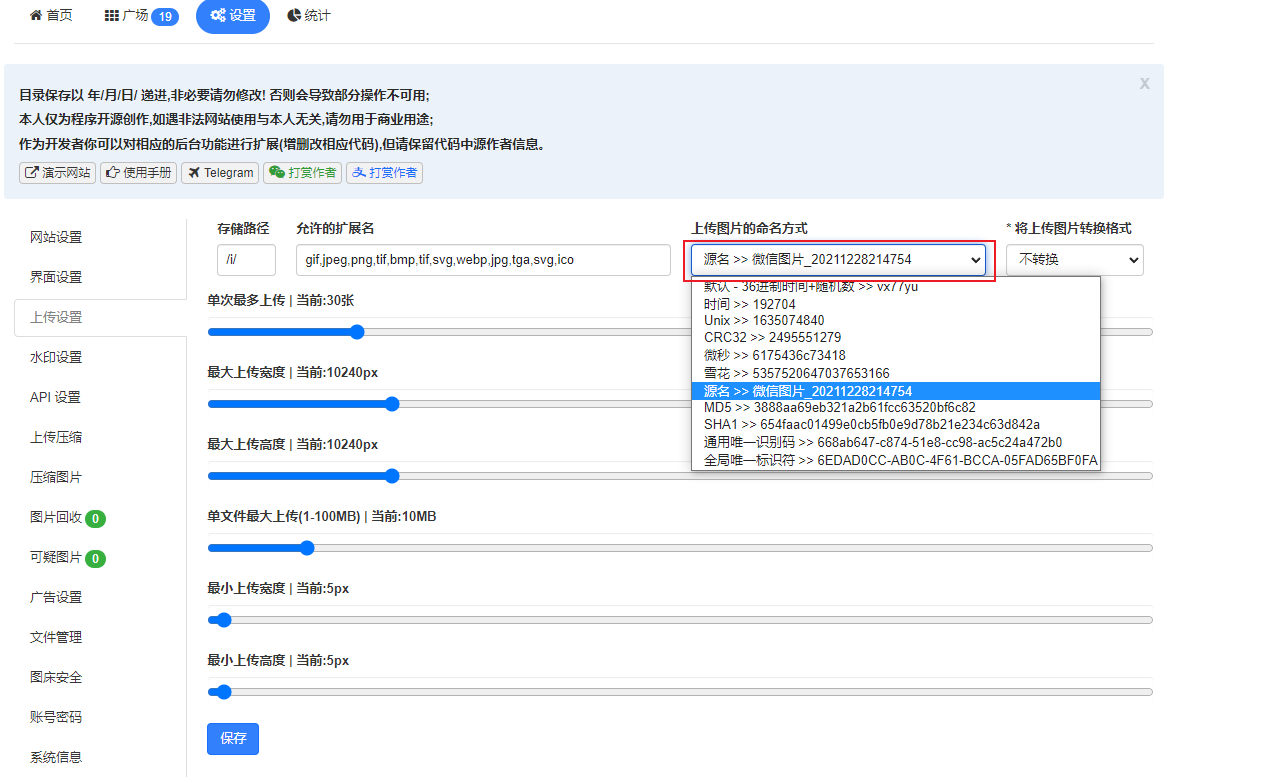 首页 广场 19 设置 统计
目录保存以 年/月/日/ 递进,非必要请勿修改! 否则会导致部分操作不可用;
x
本人仅为程序开源创作,如遇非法网站使用与本人无关,请勿用于商业用途;
作为开发者你可以对相应的后台功能进行扩展(增删改相应代码),但请保留代码中源作者信息。
演示网站 使用手册 Telegram 打赏作者 打赏作者
网站设置
界面设置
上传设置
水印设置
API 设置
上传压缩
压缩图片
图片回收 0
可疑图片 0
广告设置
文件管理
图床安全
账号密码
系统信息
存储路径 允许的扩展名 上传图片的命名方式 * 将上传图片转换格式
/i/ gif,jpeg,png,tif,bmp,tif,svg,webp,jpg,tga,svg,ico 源名 >> 微信图片_20211228214754 不转换
默认 - 36进制时间+随机数 >> vx77yu
时间 >> 192704
Unix >> 1635074840
CRC32 >> 2495551279
微秒 >> 6175436c73418
雪花 >> 5357520647037653166
源名 >> 微信图片_20211228214754
MD5 >> 3888aa69eb321a2b61fcc63520bf6c82
SHA1 >> 654faac01499e0cb5fb0e9d78b21e234c63d842a
通用唯一识别码 >> 668ab647-c874-51e8-cc98-ac5c24a472b0
全局唯一标识符 >> 6EDAD0CC-AB0C-4F61-BCCA-05FAD65BF0FA
单次最多上传 | 当前:30张
最大上传宽度 | 当前:10240px
最大上传高度 | 当前:10240px
单文件最大上传(1-100MB) | 当前:10MB
最小上传宽度 | 当前:5px
最小上传高度 | 当前:5px
保存